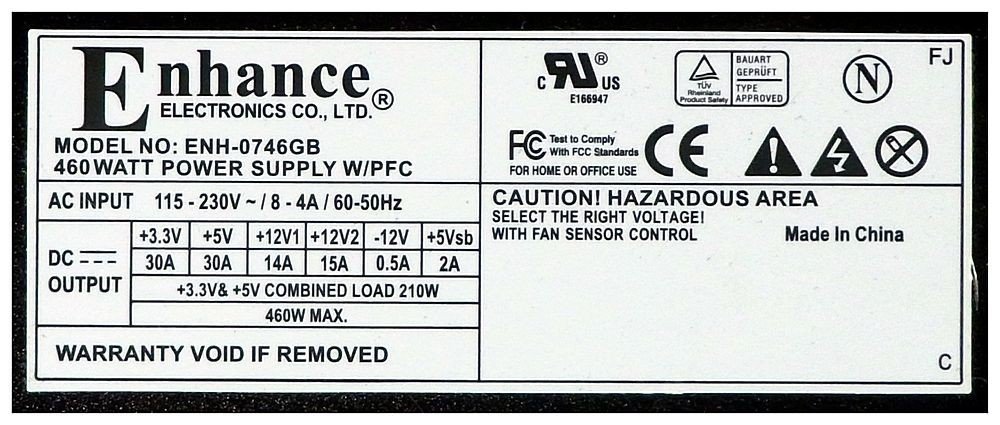 Enhance
ELECTRONICS CO., LTD.®
MODEL NO: ENH-0746GB
460WATT POWER SUPPLY W/PFC
C RU® US
E166947
TÜV
Rheinland
Product Safety
BAUART
GEPRÜFT
TYPE
APPROVED
N
FJ
FC Test to Comply
With FCC Standards
FOR HOME OR OFFICE USE
CE
AC INPUT 115 - 230V ~ / 8 - 4A / 60-50Hz
DC OUTPUT
+3.3V +5V +12V1 +12V2 -12V +5Vsb
30A 30A 14A 15A 0.5A 2A
+3.3V& +5V COMBINED LOAD 210W
460W MAX.
WARRANTY VOID IF REMOVED
CAUTION! HAZARDOUS AREA
SELECT THE RIGHT VOLTAGE!
WITH FAN SENSOR CONTROL
Made In China
C